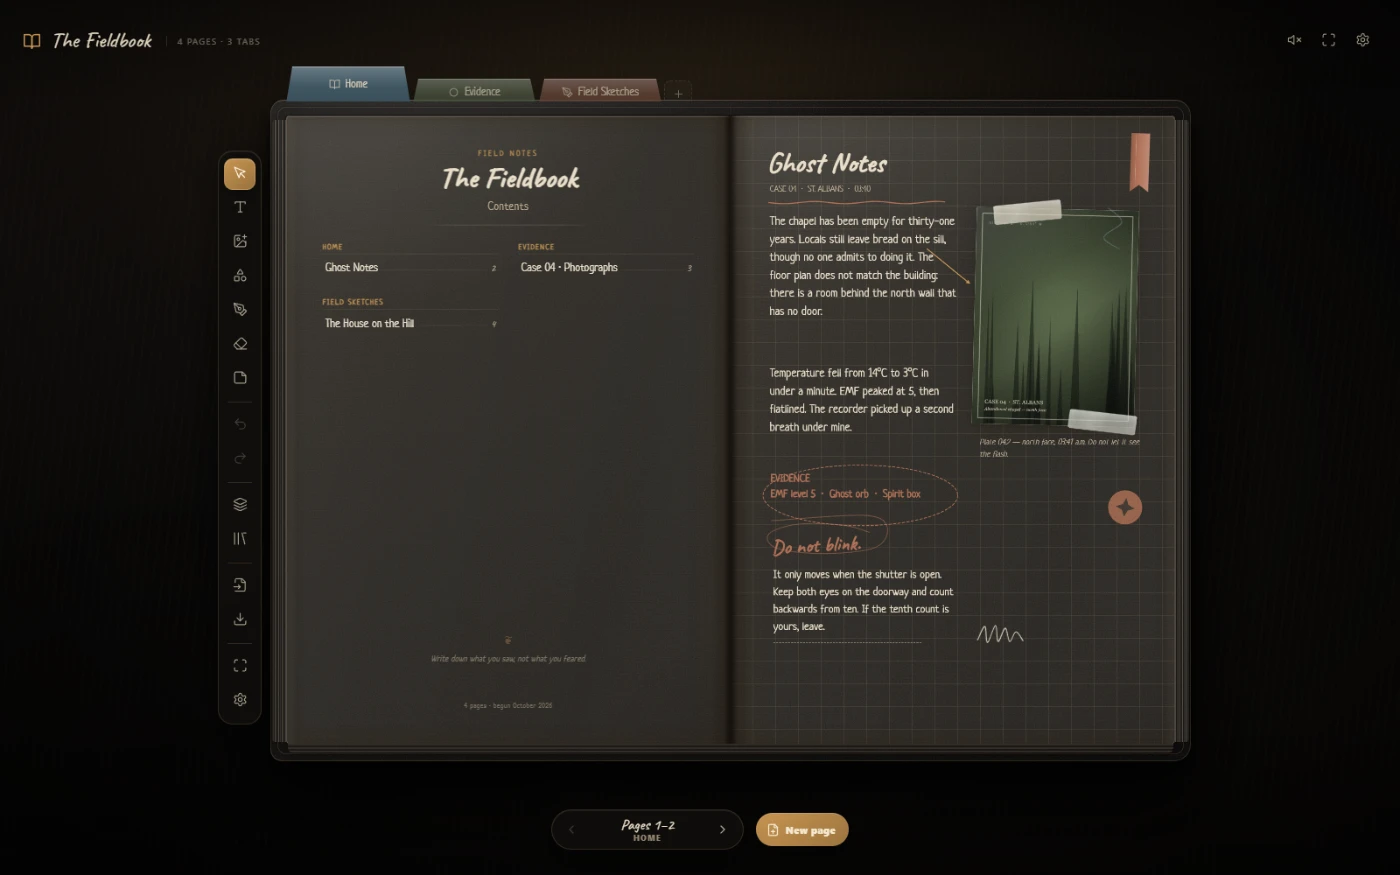 The Fieldbook
4 PAGES · 3 TABS
Home
Evidence
Field Sketches
FIELD NOTES
The Fieldbook
Contents
HOME
Ghost Notes 2
FIELD SKETCHES
The House on the Hill 4
EVIDENCE
Case 04 · Photographs 3
Write down what you saw, not what you feared.
4 pages · begun October 2026
Ghost Notes
CASE 04 · ST. ALBANS · 03:40
The chapel has been empty for thirty-one
years. Locals still leave bread on the sill,
though no one admits to doing it. The
floor plan does not match the building:
there is a room behind the north wall that
has no door.
Temperature fell from 14°C to 3°C in
under a minute. EMF peaked at 5, then
flatlined. The recorder picked up a second
breath under mine.
CASE 04 · ST. ALBANS
Abandoned chapel — north face
Plate 04.2 — north face, 03:41 a.m. Do not let it see
the flash.
EVIDENCE
EMF level 5 · Ghost orb · Spirit box
Do not blink.
It only moves when the shutter is open.
Keep both eyes on the doorway and count
backwards from ten. If the tenth count is
yours, leave.
Pages 1–2
HOME
New page